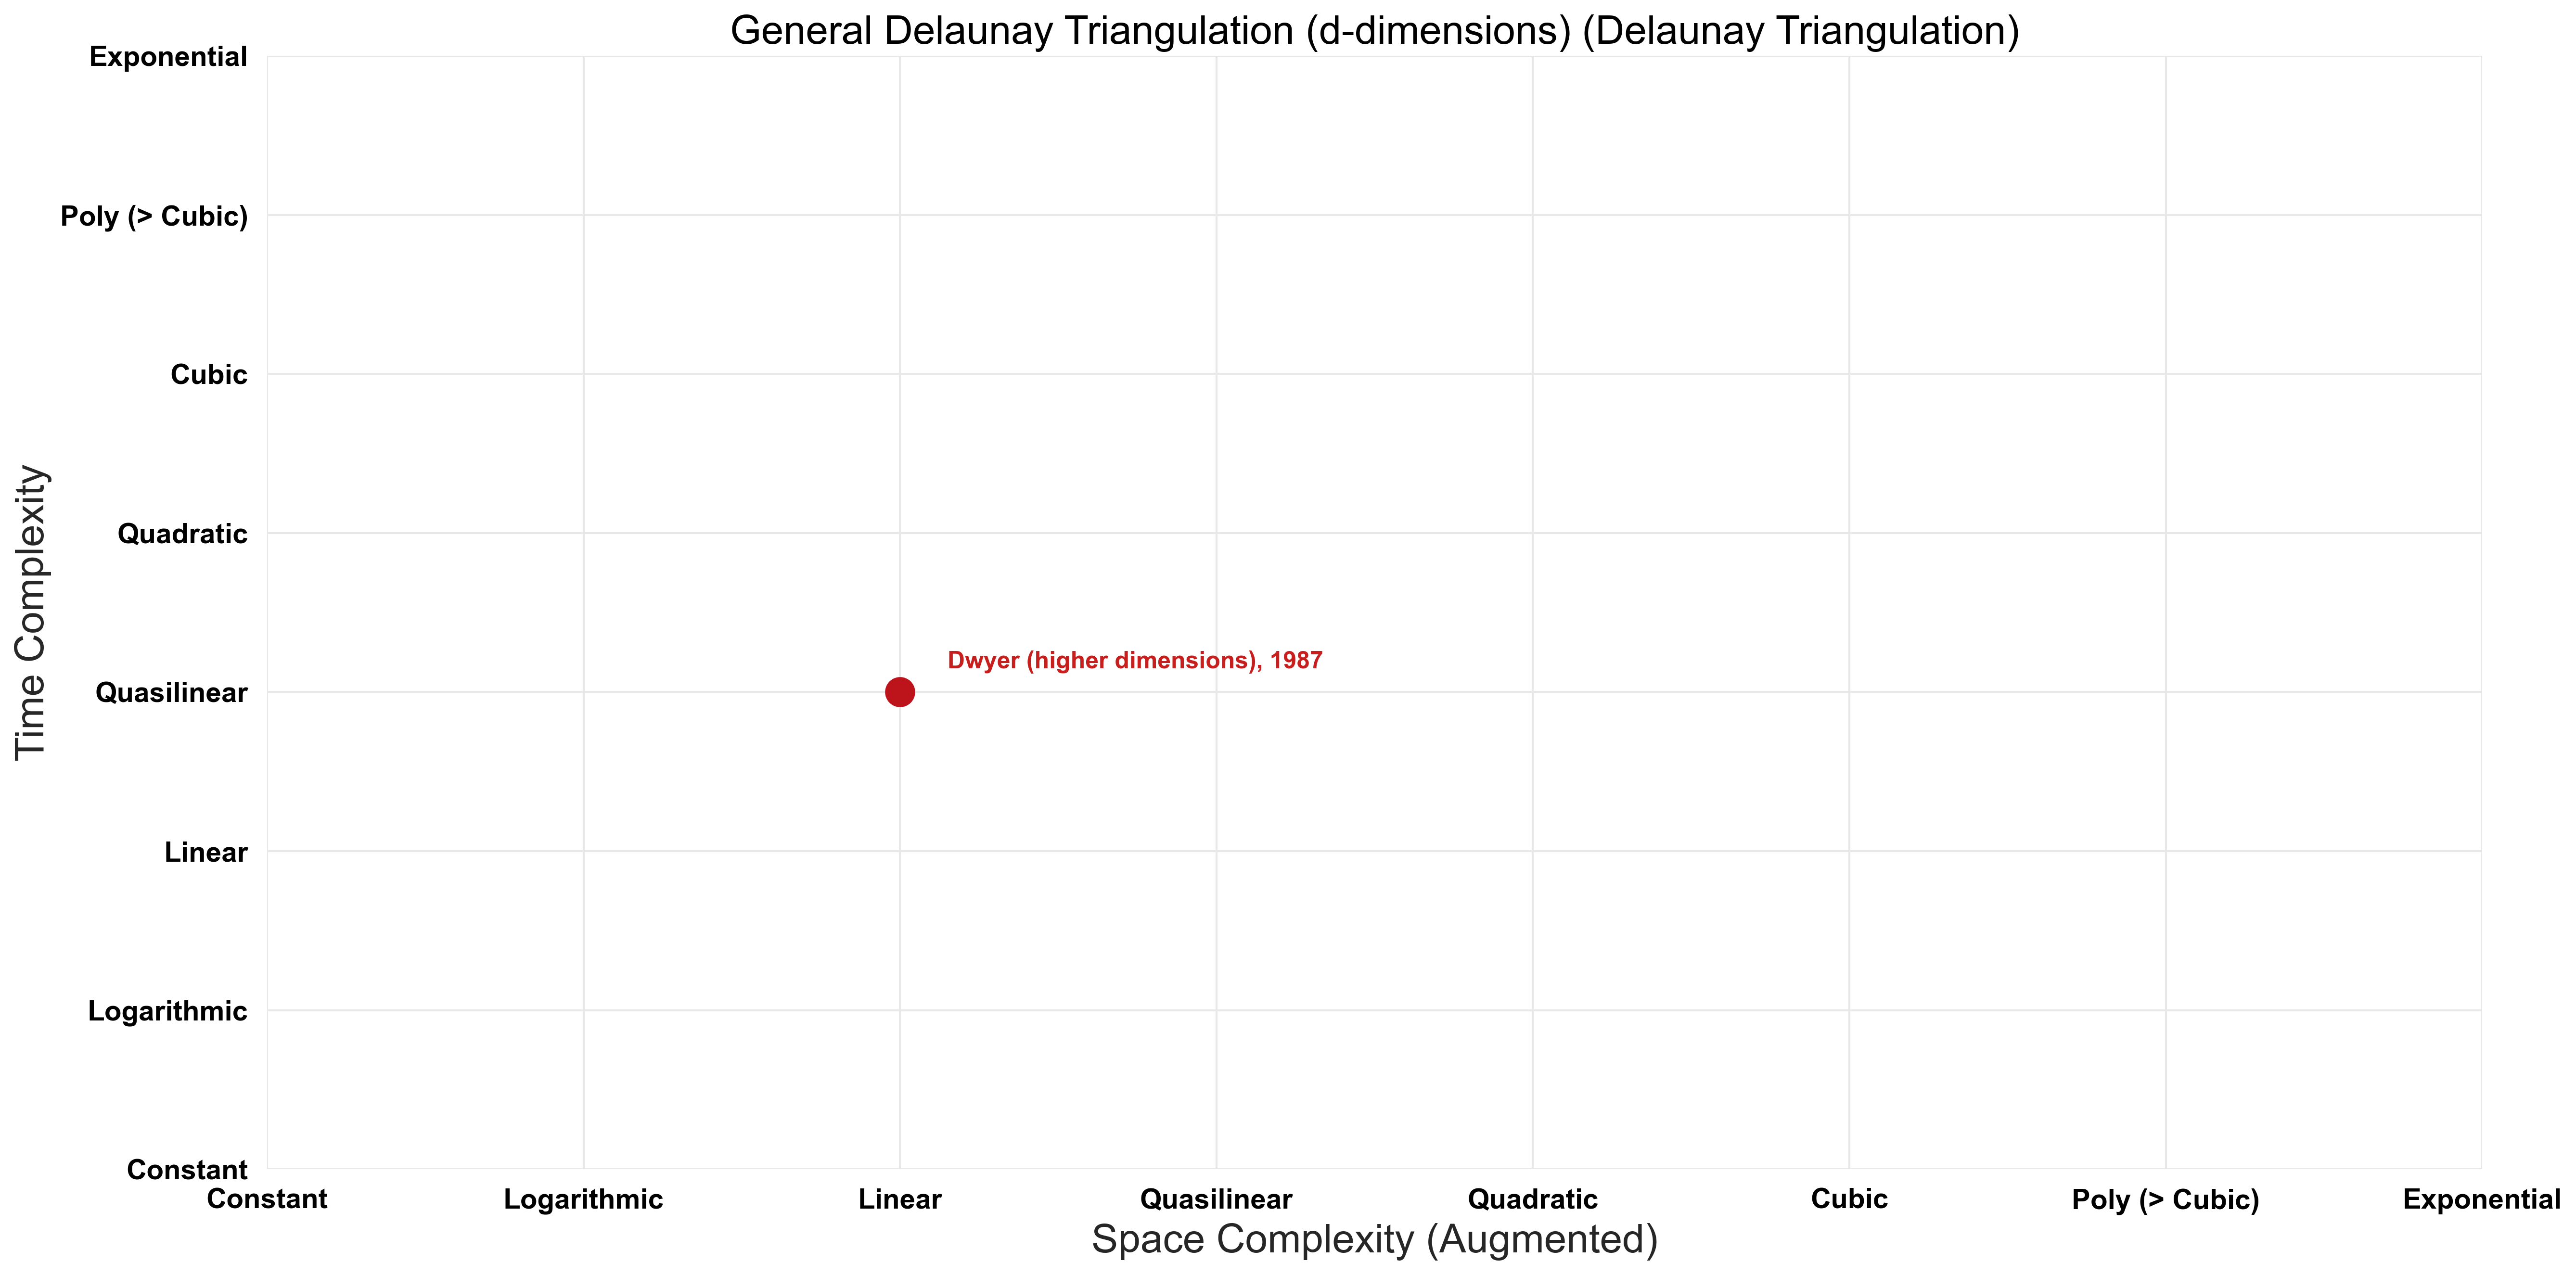 General Delaunay Triangulation (d-dimensions) (Delaunay Triangulation)
Exponential
Poly (> Cubic)
Cubic
Quadratic
Quasilinear
Linear
Logarithmic
Constant
Time Complexity
Dwyer (higher dimensions), 1987
Constant Logarithmic Linear Quasilinear Quadratic Cubic Poly (> Cubic) Exponential
Space Complexity (Augmented)